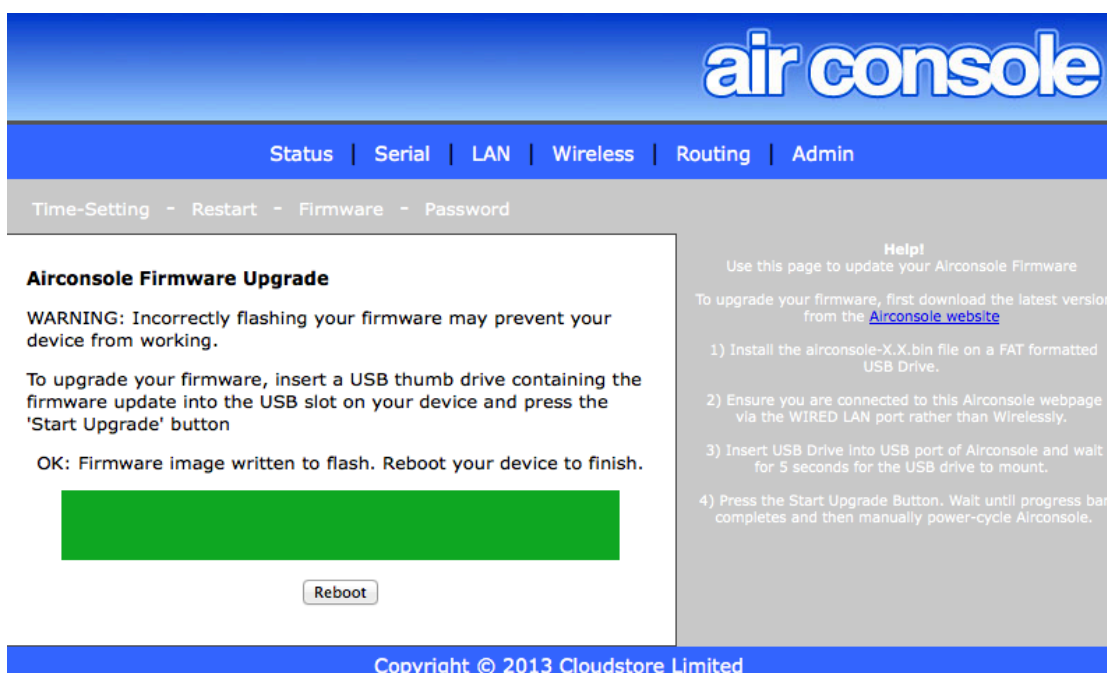 air console
Status | Serial | LAN | Wireless | Routing | Admin
Time-Setting - Restart - Firmware - Password
Airconsole Firmware Upgrade
WARNING: Incorrectly flashing your firmware may prevent your
device from working.
To upgrade your firmware, insert a USB thumb drive containing the
firmware update into the USB slot on your device and press the
'Start Upgrade' button
OK: Firmware image written to flash. Reboot your device to finish.
Reboot
Help!
Use this page to update your Airconsole Firmware
To upgrade your firmware, first download the latest version
from the Airconsole website
1) Install the airconsole-X.X.bin file on a FAT formatted
USB Drive.
2) Ensure you are connected to this Airconsole webpage
via the WIRED LAN port rather than Wirelessly.
3) Insert USB Drive into USB port of Airconsole and wait
for 5 seconds for the USB drive to mount.
4) Press the Start Upgrade Button. Wait until progress bar
completes and then manually power-cycle Airconsole.
Copyright © 2013 Cloudstore Limited